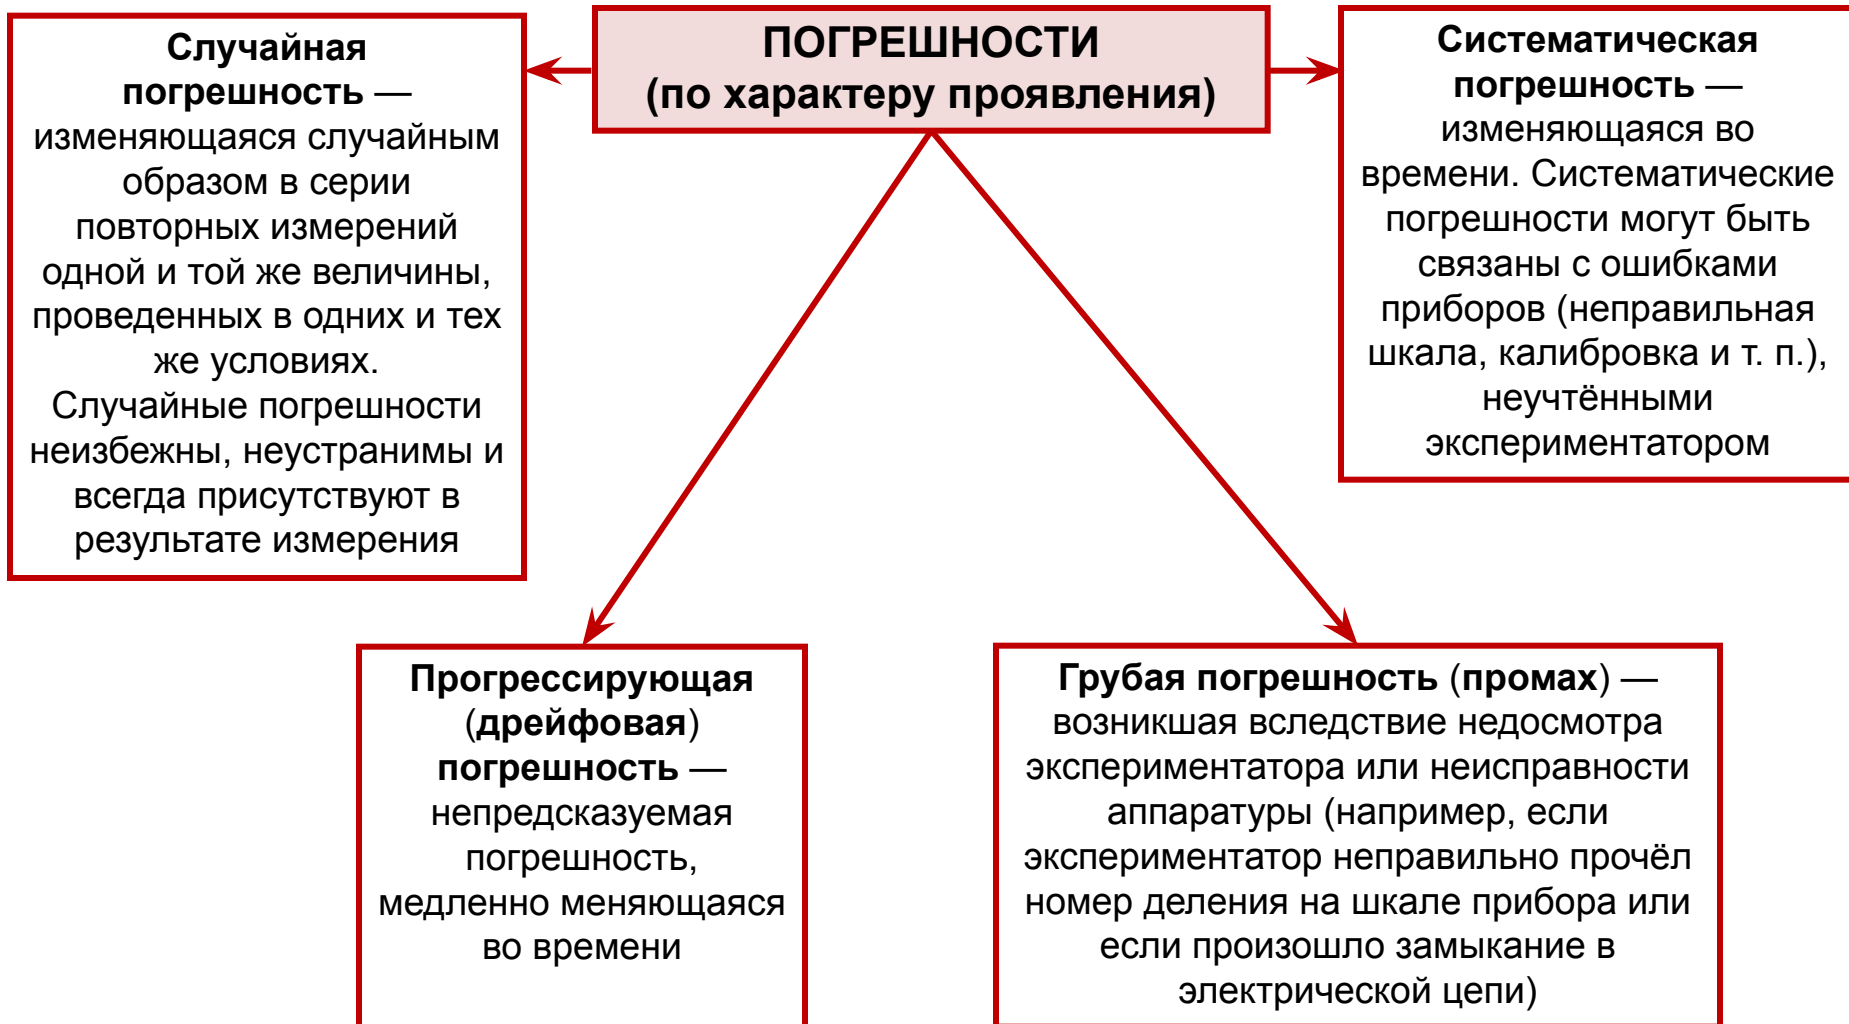 ПОГРЕШНОСТИ
(по характеру проявления)
Случайная
погрешность —
изменяющаяся случайным
образом в серии
повторных измерений
одной и той же величины,
проведенных в одних и тех
же условиях.
Случайные погрешности
неизбежны, неустранимы и
всегда присутствуют в
результате измерения
Систематическая
погрешность —
изменяющаяся во
времени. Систематические
погрешности могут быть
связаны с ошибками
приборов (неправильная
шкала, калибровка и т. п.),
неучтёнными
экспериментатором
Прогрессирующая
(дрейфовая)
погрешность —
непредсказуемая
погрешность,
медленно меняющаяся
во времени
Грубая погрешность (промах) —
возникшая вследствие недосмотра
экспериментатора или неисправности
аппаратуры (например, если
экспериментатор неправильно прочёл
номер деления на шкале прибора или
если произошло замыкание в
электрической цепи)